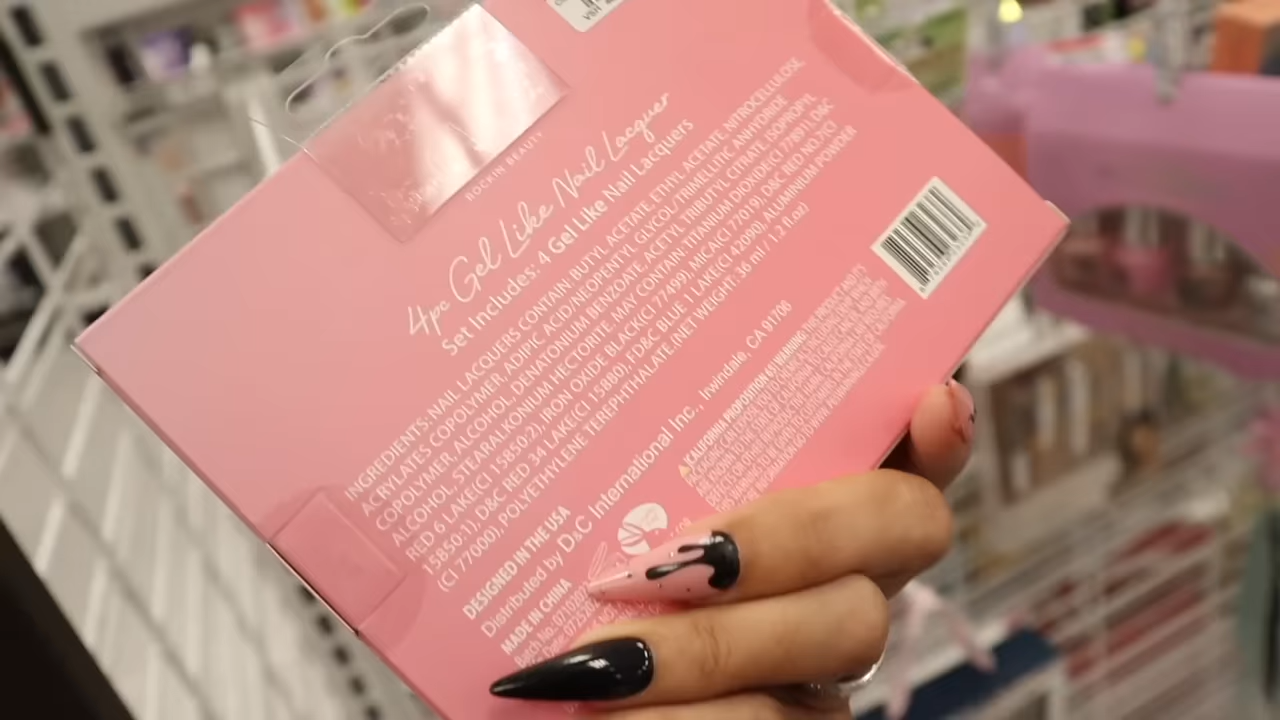 ROCKIN BEAUTY
4pc Gel Like Nail Lacquer
Set Includes: 4 Gel Like Nail Lacquers
INGREDIENTS:NAIL LACQUERS CONTAIN:BUTYL ACETATE, ETHYL ACETATE, NITROCELLULOSE,
ACRYLATES COPOLYMER, ADIPIC ACID/NEOPENTYL GLYCOL/TRIMELLITIC ANHYDRIDE
COPOLYMER, ALCOHOL, DENATONIUM BENZOATE, ACETYL TRIBUTYL CITRATE, ISOPROPYL
ALCOHOL, STEARALKONIUM HECTORITE. MAY CONTAIN:TITANIUM DIOXIDE(CI 77891), D&C
RED 6 LAKE(CI 15850:2), IRON OXIDE BLACK(CI 77499), MICA(CI 77019), D&C RED NO.7(CI
15850:1), D&C RED 34 LAKE(CI 15880), FD&C BLUE 1 LAKE(CI 42090), ALUMINIUM POWDER
(CI 77000), POLYETHYLENE TEREPHTHALATE.(NET WEIGHT:36 ml / 1.2 fl.oz)
DESIGNED IN THE USA
Distributed by D&C International Inc., Irwindale, CA 91706
MADE IN CHINA
Batch No.:
CALIFORNIA PROPOSITION 65 WARNING: